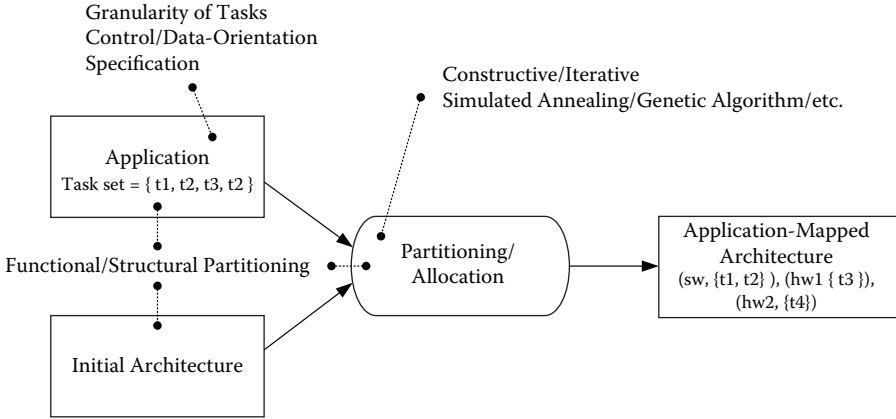 Granularity of Tasks
Control/Data-Orientation
Specification
Constructive/Iterative
Simulated Annealing/Genetic Algorithm/etc.
Application
Task set = { t1, t2, t3, t2 }
Functional/Structural Partitioning
Partitioning/
Allocation
Application-Mapped
Architecture
(sw, {t1, t2} ), (hw1 { t3 }),
(hw2, {t4})
Initial Architecture